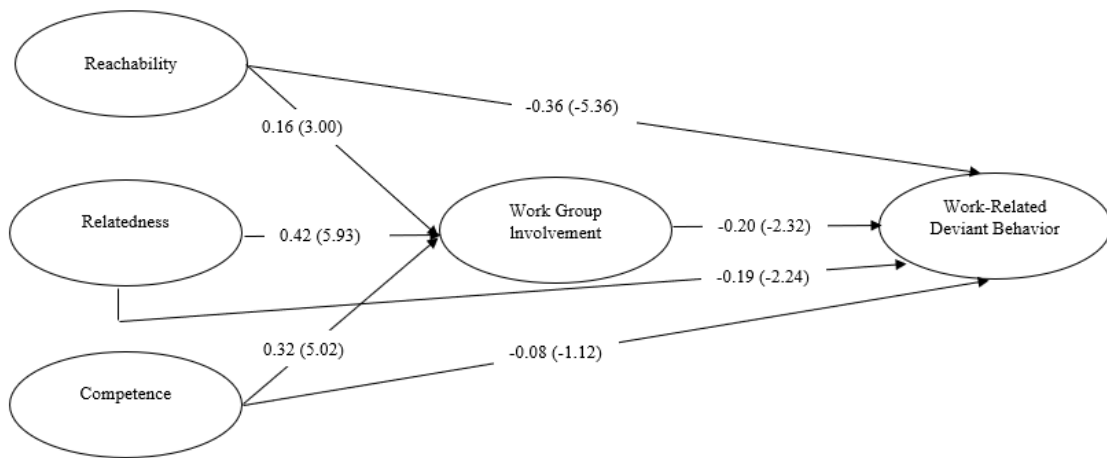 Reachability
-0.36 (-5.36)
0.16 (3.00)
Relatedness
0.42 (5.93)
Work Group
Involvement
-0.20 (-2.32)
Work-Related
Deviant Behavior
-0.19 (-2.24)
0.32 (5.02)
-0.08 (-1.12)
Competence